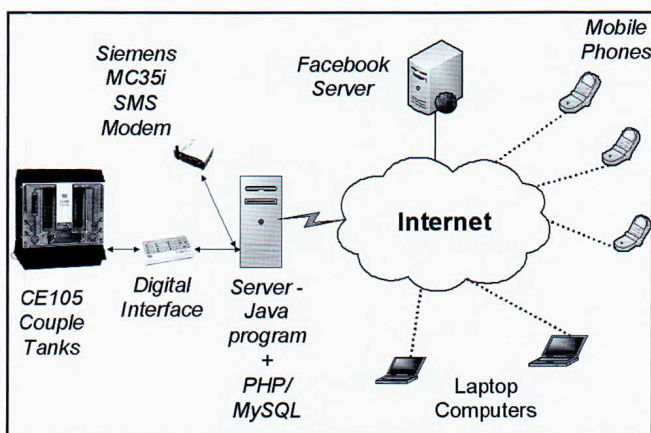 Siemens
MC35i
SMS
Modem
Facebook
Server
Mobile
Phones
Internet
CE105
Couple
Tanks
Digital
Interface
Server -
Java
program
+
PHP/
MySQL
Laptop
Computers